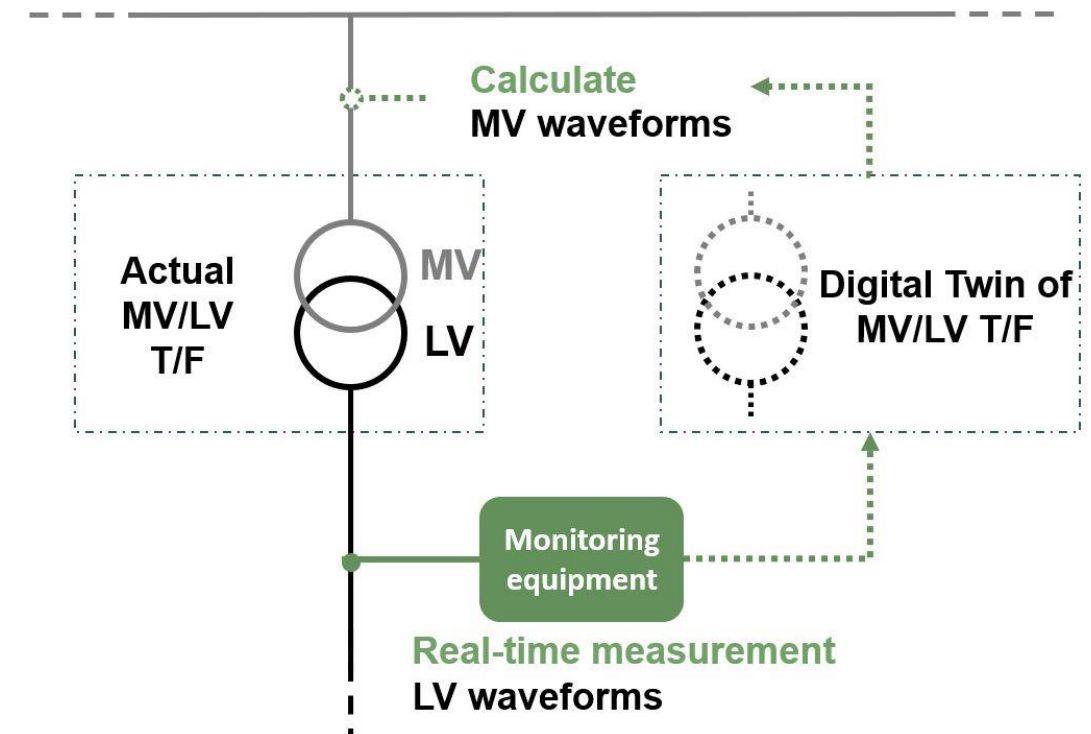 Calculate
MV waveforms
Actual
MV/LV
T/F
MV
LV
Digital Twin of
MV/LV T/F
Monitoring
equipment
Real-time measurement
LV waveforms